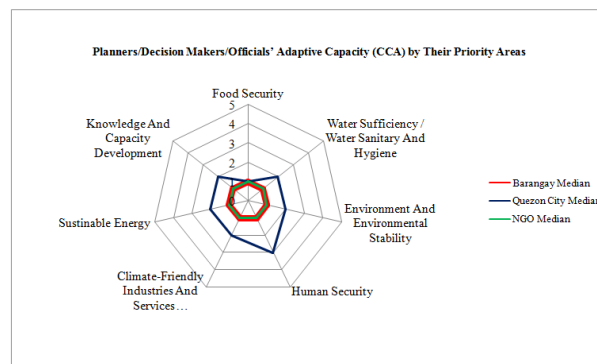 Planners/Decision Makers/Officials' Adaptive Capacity (CCA) by Their Priority Areas
Food Security
5
4
3
2
Knowledge And
Capacity
Development
Water Sufficiency /
Water Sanitary And
Hygiene
Sustinable Energy
Environment And
Environmental
Stability
Climate-Friendly
Industries And
Services …
Human Security
Barangay Median
Quezon City Median
NGO Median